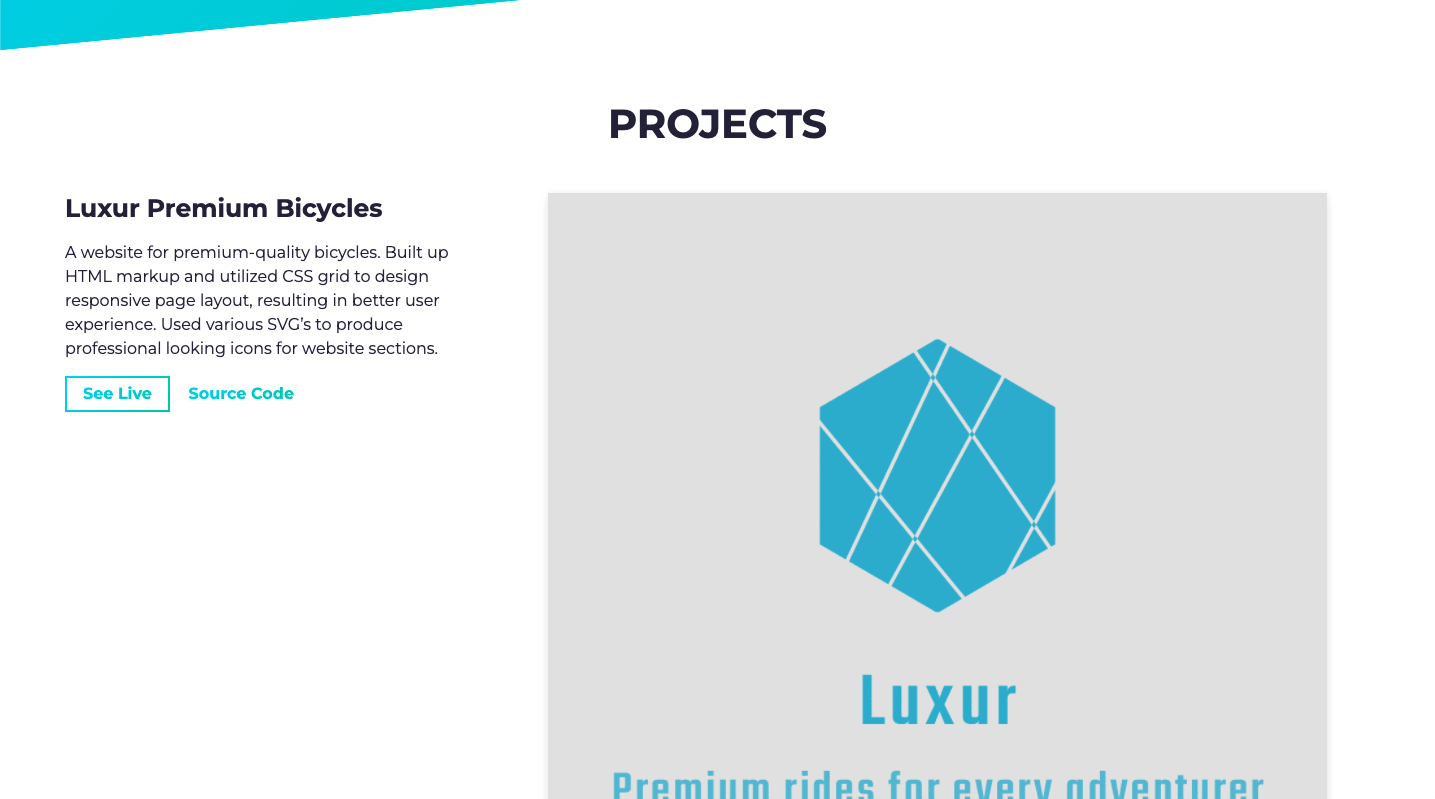 PROJECTS
Luxur Premium Bicycles
A website for premium-quality bicycles. Built up
HTML markup and utilized CSS grid to design
responsive page layout, resulting in better user
experience. Used various SVG’s to produce
professional looking icons for website sections.
See Live
Source Code
Luxur
Premium rides for every adventurer